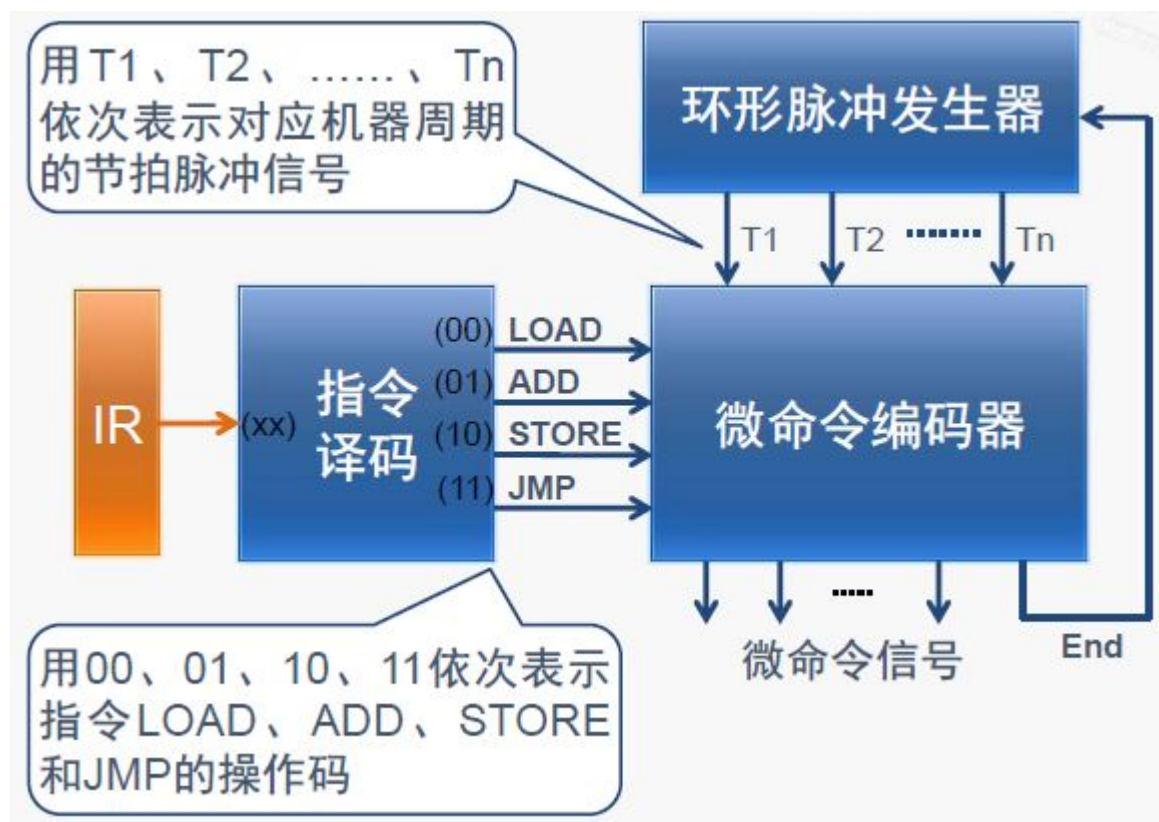 用T1、T2、……、Tn
依次表示对应机器周期
的节拍脉冲信号
环形脉冲发生器
T1
T2
Tn
IR
(xx)
指令
译码
(00) LOAD
(01) ADD
(10) STORE
(11) JMP
微命令编码器
微命令信号
End
用00、01、10、11依次表示
指令LOAD、ADD、STORE
和JMP的操作码